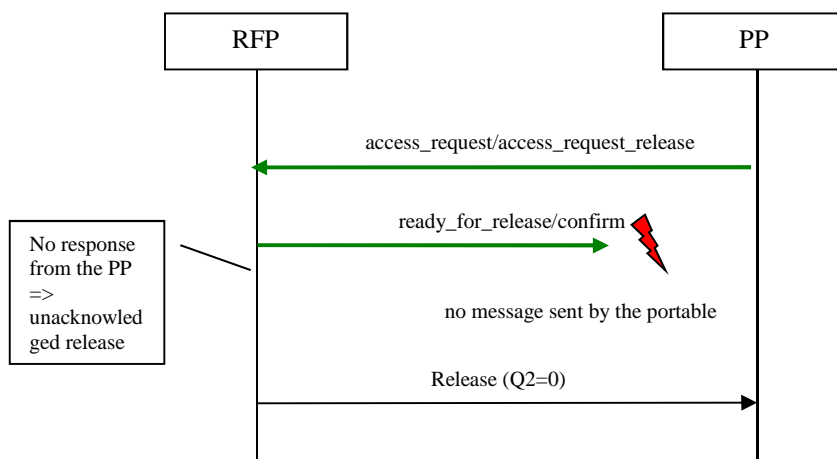 RFP
PP
access_request/access_request_release
ready_for_release/confirm
No response
from the PP
=>
unacknowled
ged release
no message sent by the portable
Release (Q2=0)